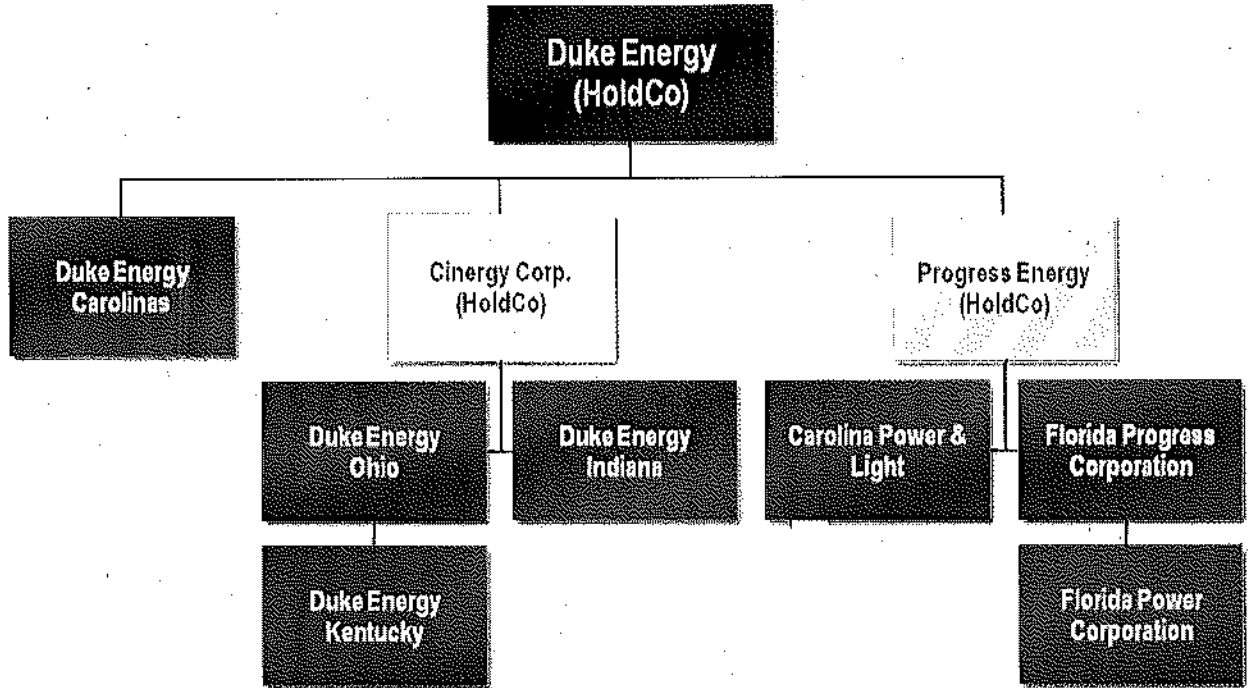 Duke Energy
(HoldCo)
Duke Energy
Carolinas
Cinergy Corp.
(HoldCo)
Progress Energy
(HoldCo)
Duke Energy
Ohio
Duke Energy
Indiana
Carolina Power &
Light
Florida Progress
Corporation
Duke Energy
Kentucky
Florida Power
Corporation